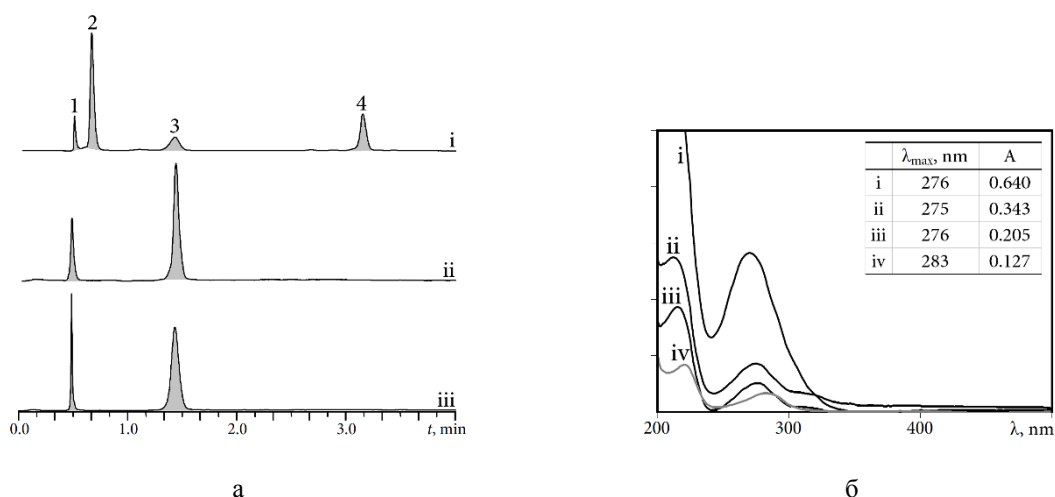 2
1
3
4
i
ii
iii
0.0 1.0 2.0 3.0 t, min
а
i
ii
iii
iv
λmax, nm A
i 276 0.640
ii 275 0.343
iii 276 0.205
iv 283 0.127
200 300 400 λ, nm
б